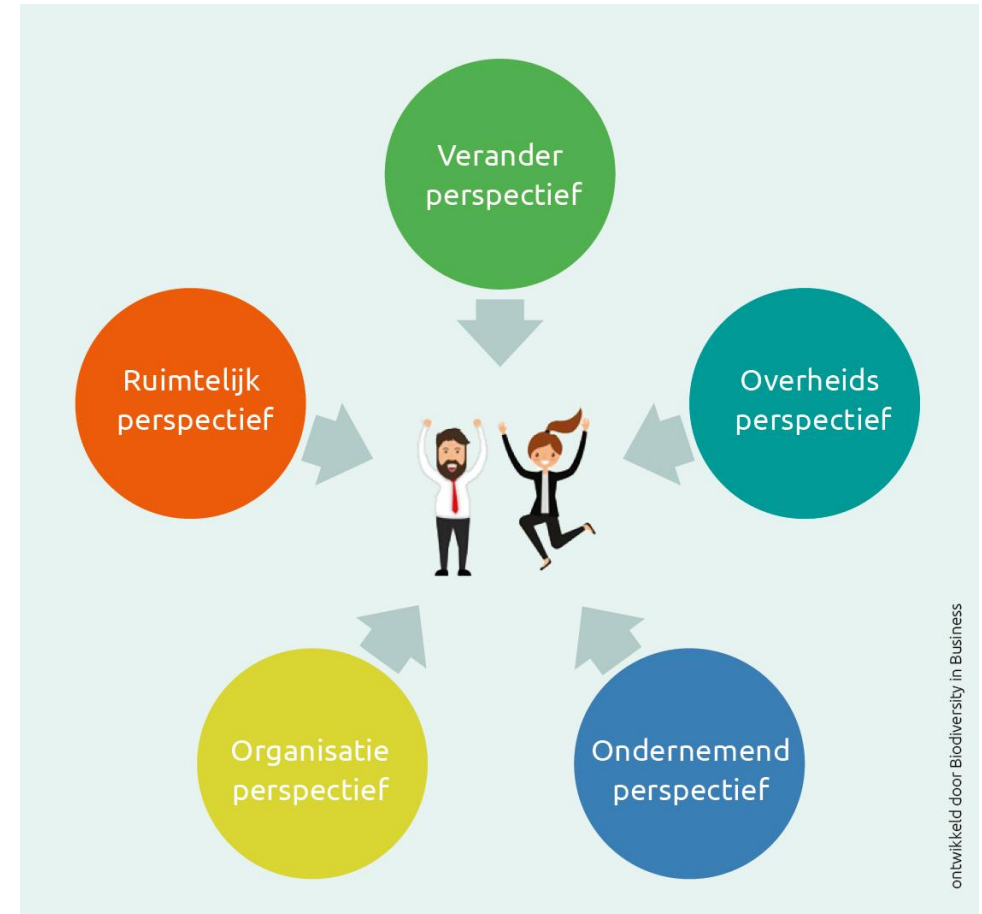 Verander
perspectief
Ruimtelijk
perspectief
Overheids
perspectief
Organisatie
perspectief
Ondernemend
perspectief
ontwikkeld door Biodiversity in Business